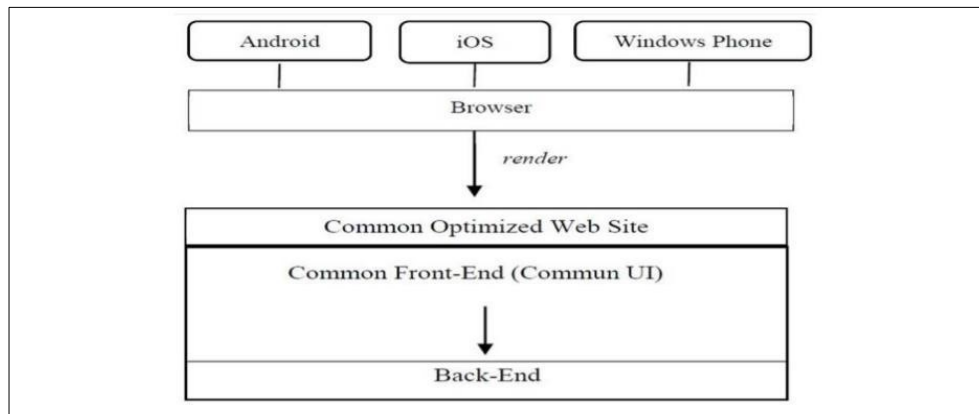 Android iOS Windows Phone
Browser
render
Common Optimized Web Site
Common Front-End (Commun UI)
Back-End